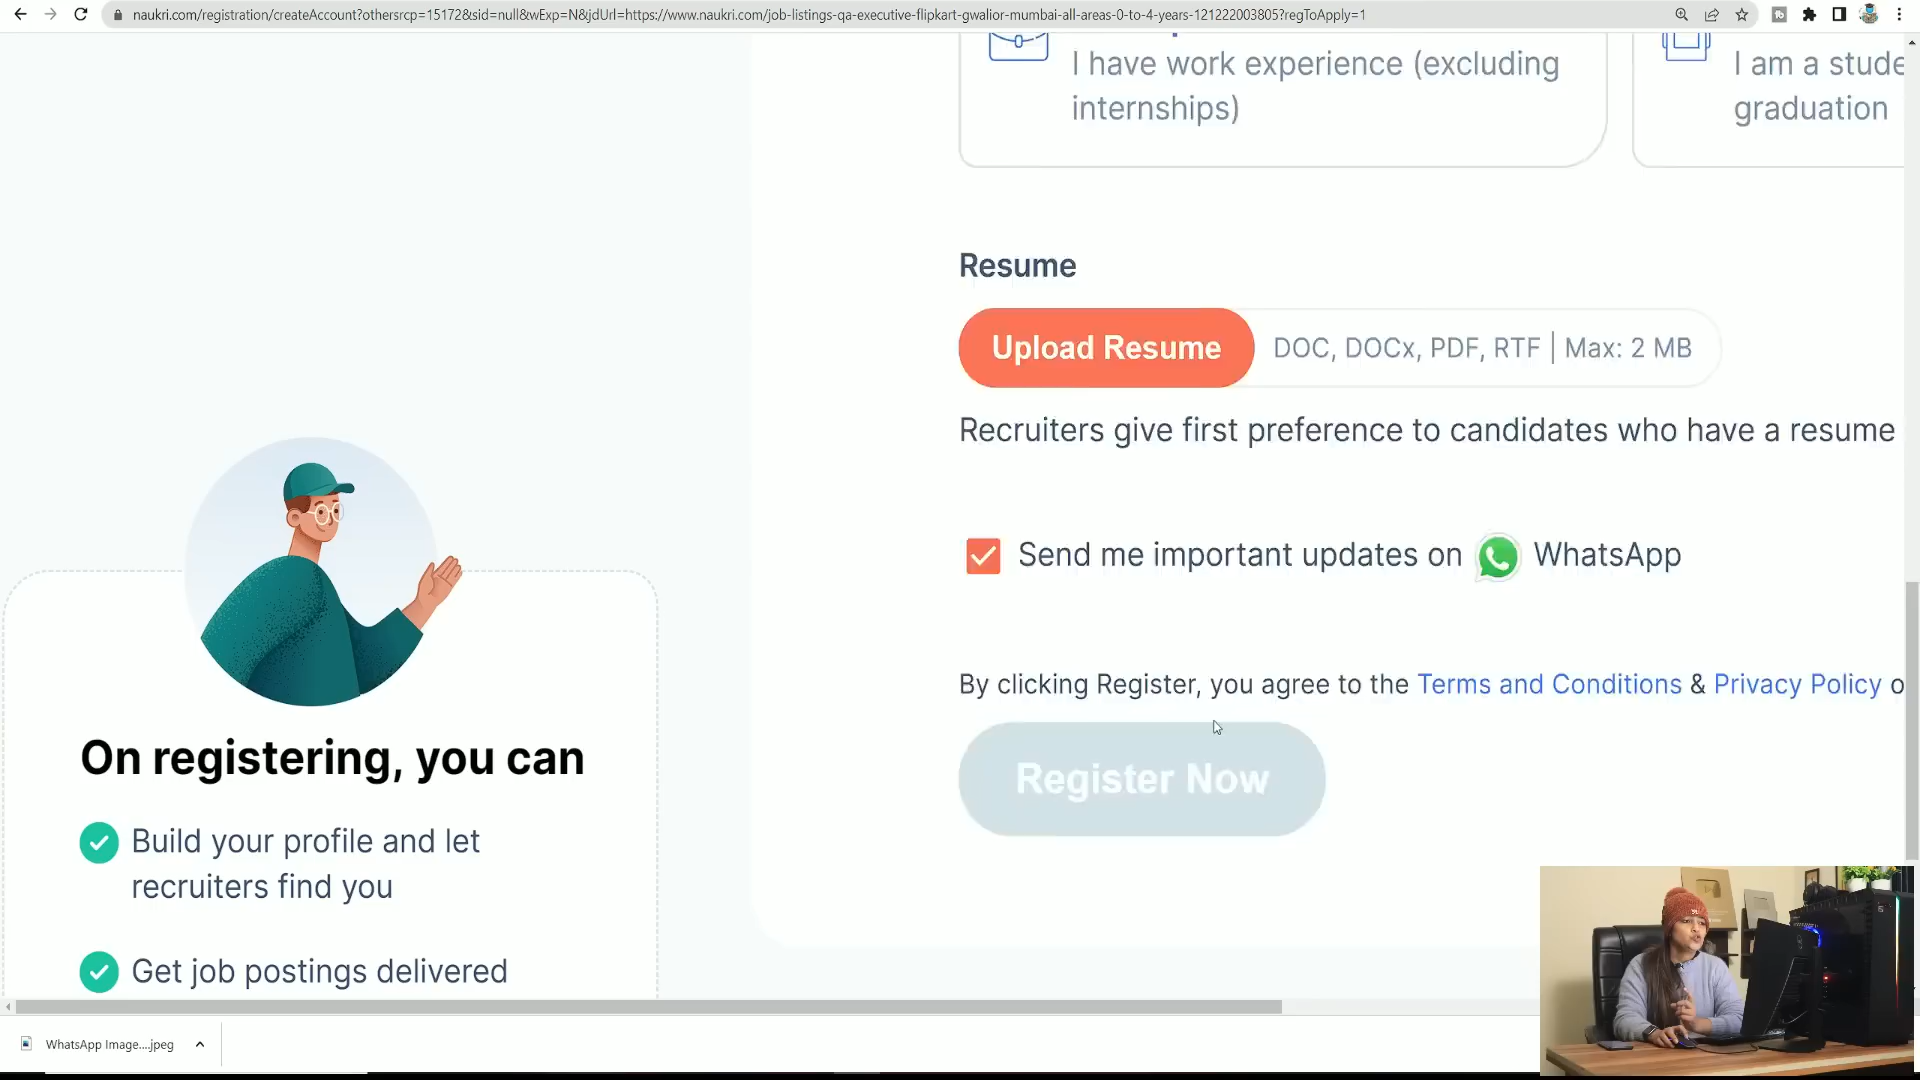 naukri.com/registration/createAccount?othersrcp=15172&sid=null&wExp=N&jdUrl=https://www.naukri.com/job-listings-qa-executive-flipkart-gwalior-mumbai-all-areas-0-to-4-years-121222003805?regToApply=1
I have work experience (excluding
internships)
I am a stude
graduation
Resume
Upload Resume
DOC, DOCx, PDF, RTF | Max: 2 MB
Recruiters give first preference to candidates who have a resume
Send me important updates on WhatsApp
By clicking Register, you agree to the Terms and Conditions & Privacy Policy o
Register Now
On registering, you can
Build your profile and let
recruiters find you
Get job postings delivered
WhatsApp Image....jpeg